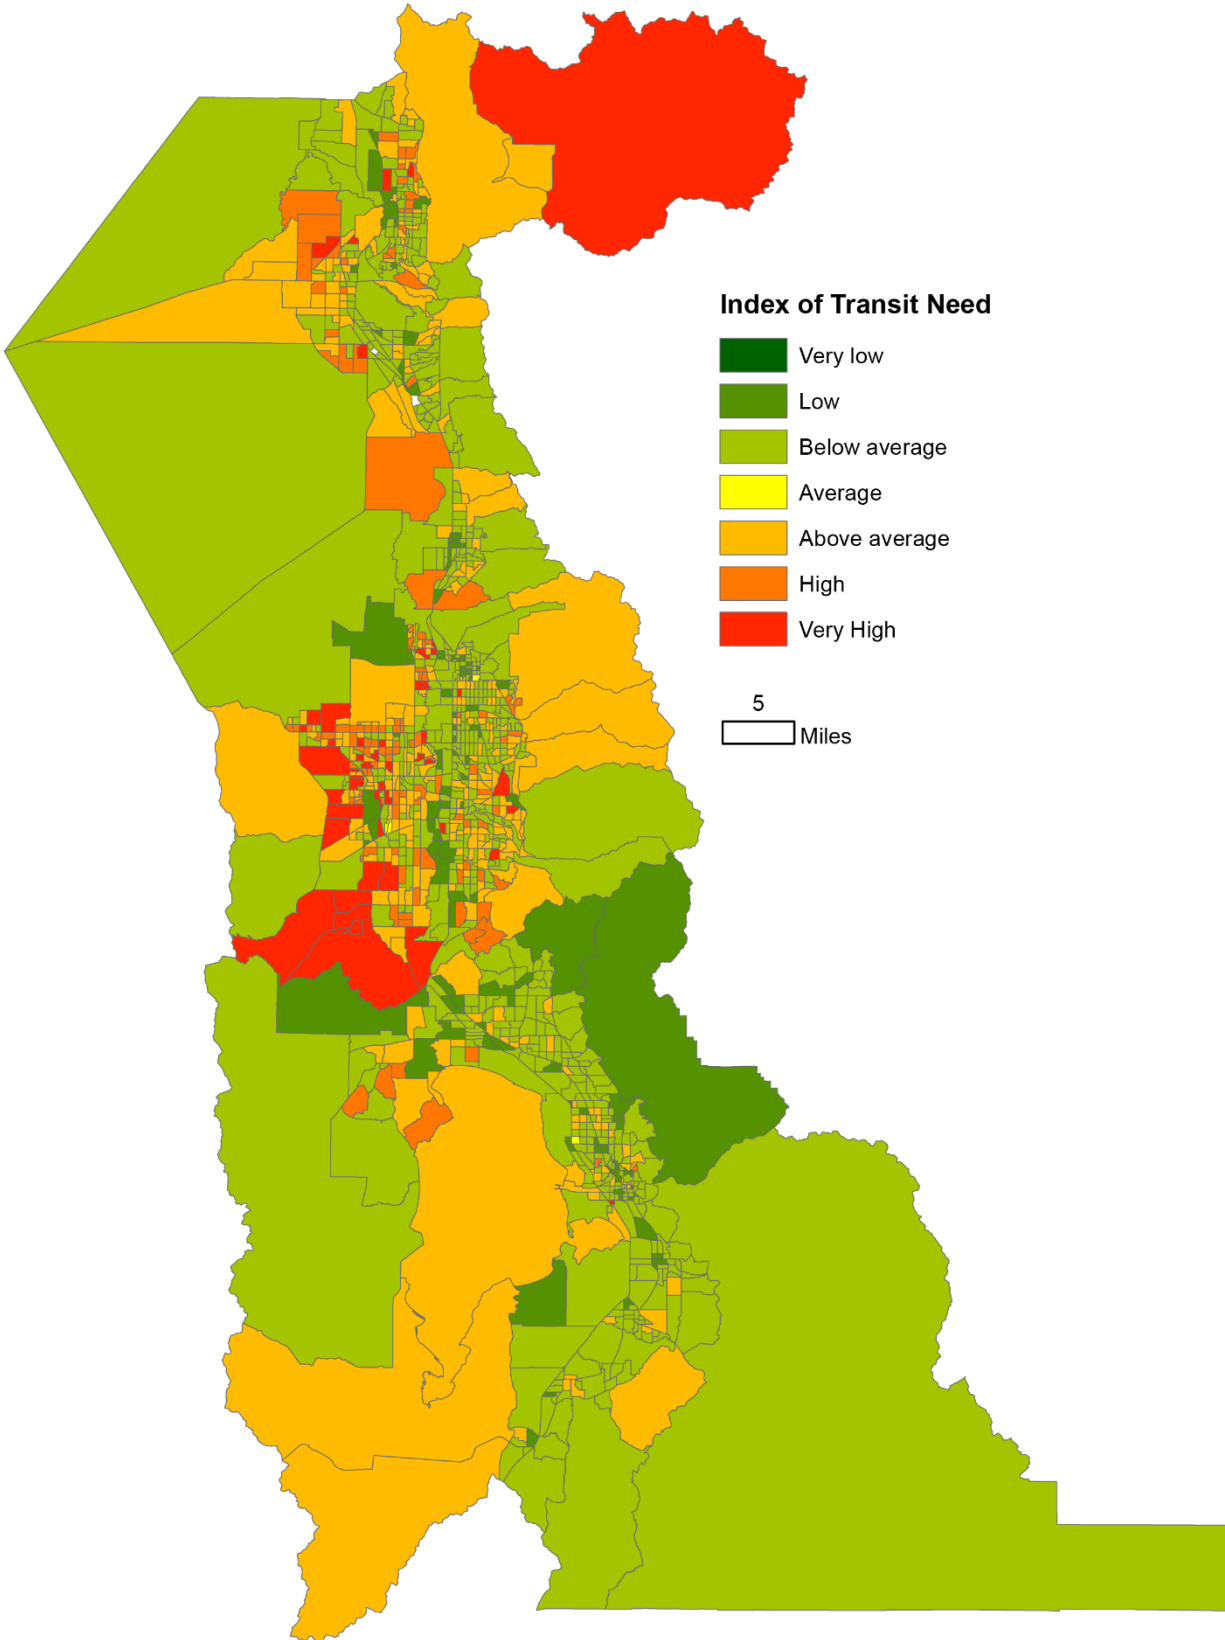 Index of Transit Need
Very low
Low
Below average
Average
Above average
High
Very High
5
Miles